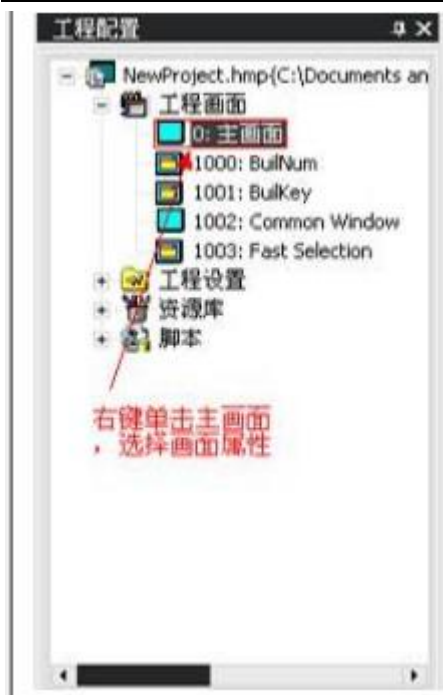 工程配置
NewProject.hmp{C:\Documents an
工程画面
0: 主画面
1000: BuilNum
1001: BuilKey
1002: Common Window
1003: Fast Selection
工程设置
资源库
脚本
右键单击主画面
，选择画面属性